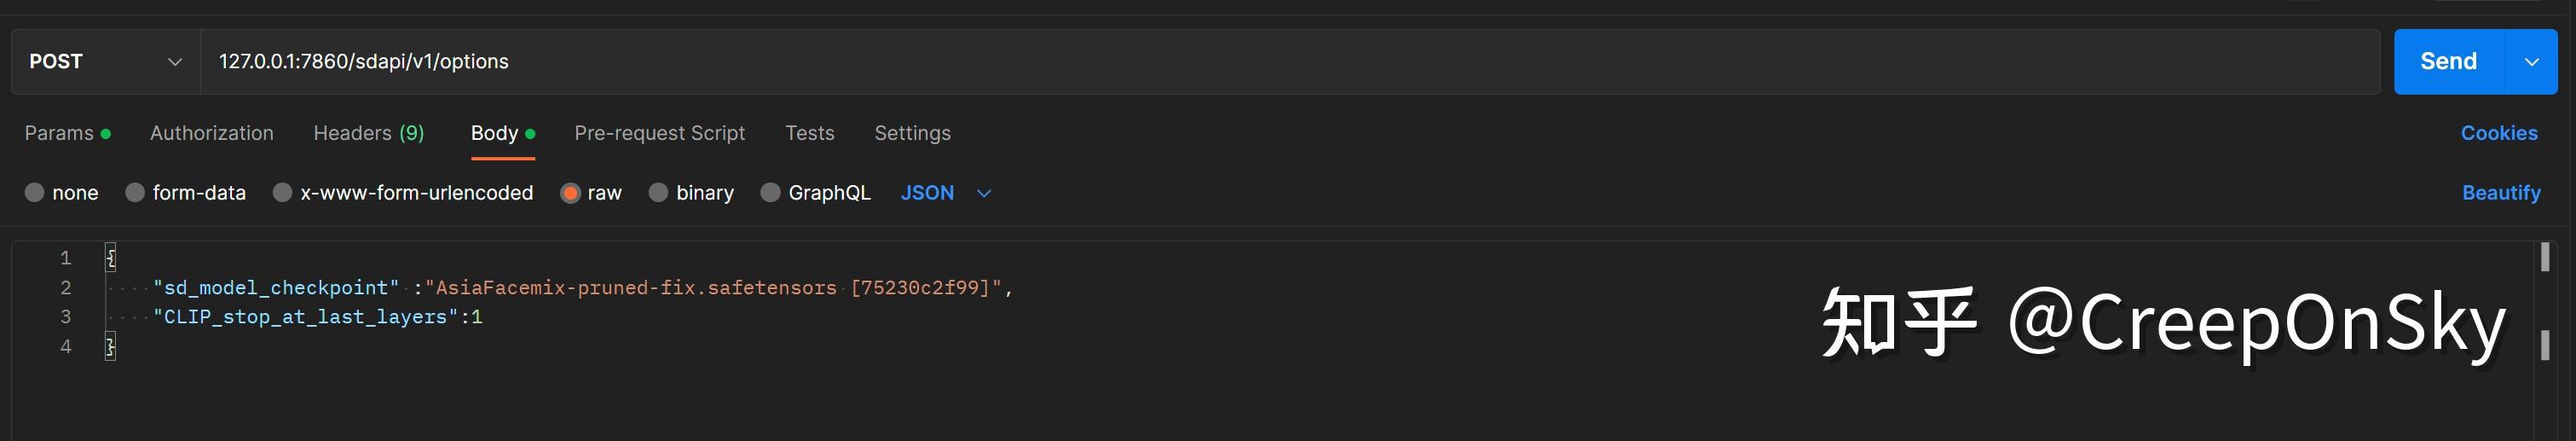 POST 127.0.0.1:7860/sdapi/v1/options Send
Params Authorization Headers (9) Body Pre-request Script Tests Settings Cookies
none form-data x-www-form-urlencoded raw binary GraphQL JSON Beautify
1 {
2 "sd_model_checkpoint" :"AsiaFacemix-pruned-fix.safetensors [75230c2f99]",
3 "CLIP_stop_at_last_layers":1
4 }
知乎 @CreepOnSky